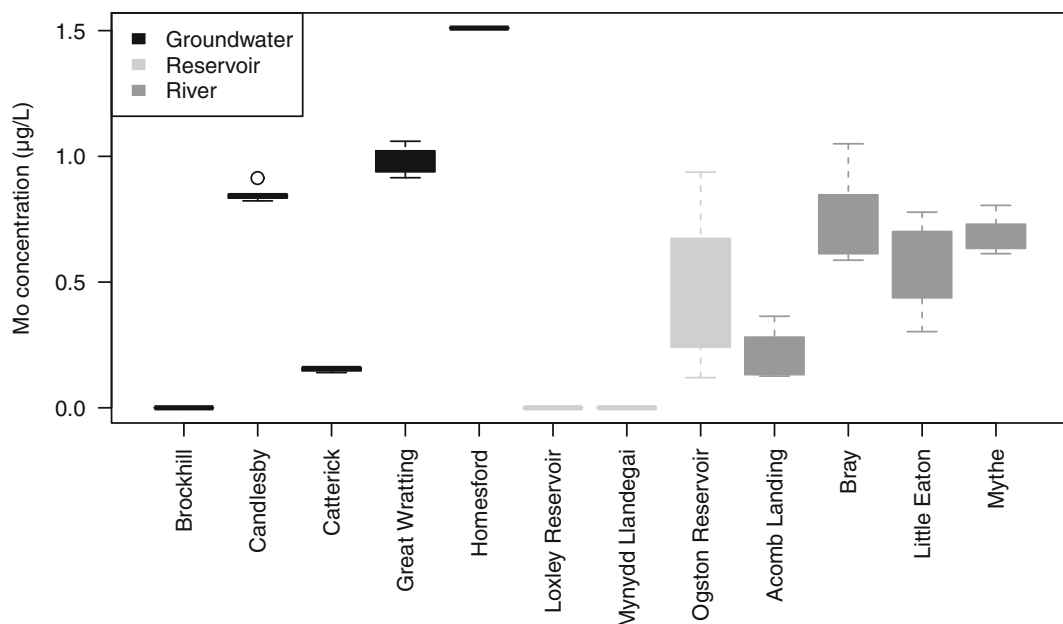 Groundwater
Reservoir
River
Mo concentration (µg/L)
1.5
1.0
0.5
0.0
Brockhill
Candlesby
Catterick
Great Wratting
Homesford
Loxley Reservoir
Mynydd Llandegai
Ogston Reservoir
Acomb Landing
Bray
Little Eaton
Mythe